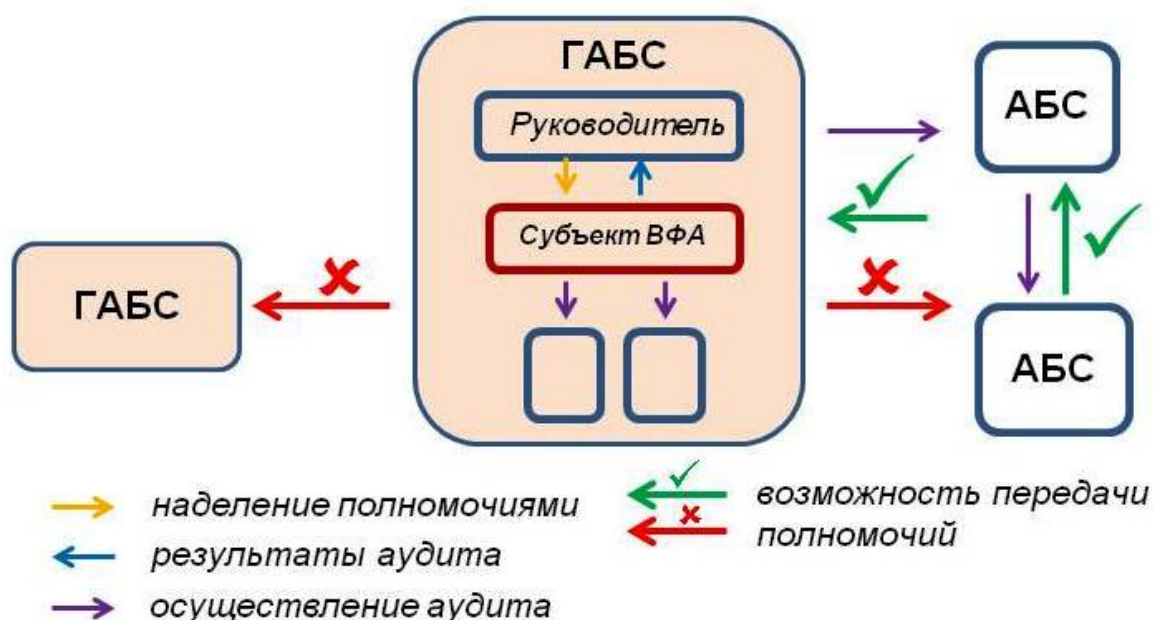 ГАБС
Руководитель
Субъект ВФА
ГАБС
АБС
АБС
наделение полномочиями
результаты аудита
осуществление аудита
возможность передачи
полномочий